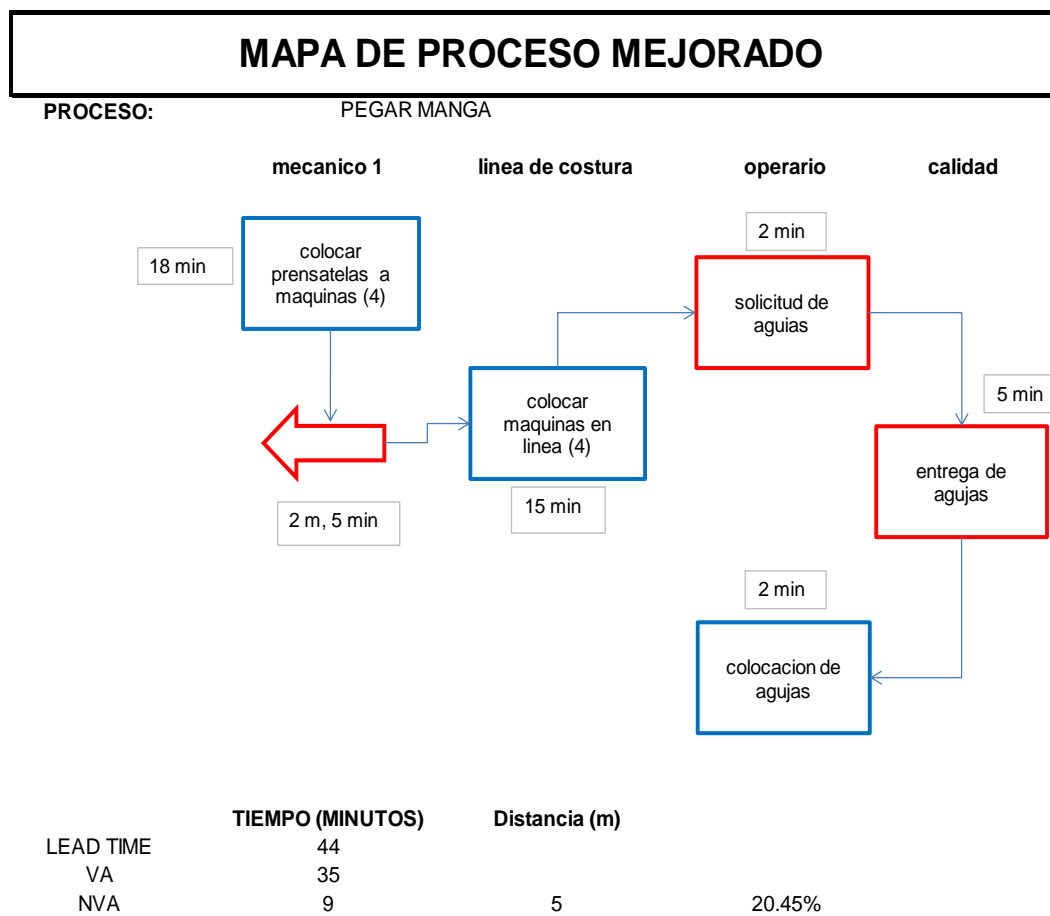 MAPA DE PROCESO MEJORADO
PROCESO: PEGAR MANGA
mecanico 1 linea de costura operario calidad
18 min
colocar
prensatelas a
maquinas (4)
2 min
solicitud de
aguias
colocar
maquinas en
linea (4)
5 min
2 m, 5 min
15 min
entrega de
agujas
2 min
colocacion de
agujas
TIEMPO (MINUTOS) Distancia (m)
LEAD TIME 44
VA 35
NVA 9 5 20.45%